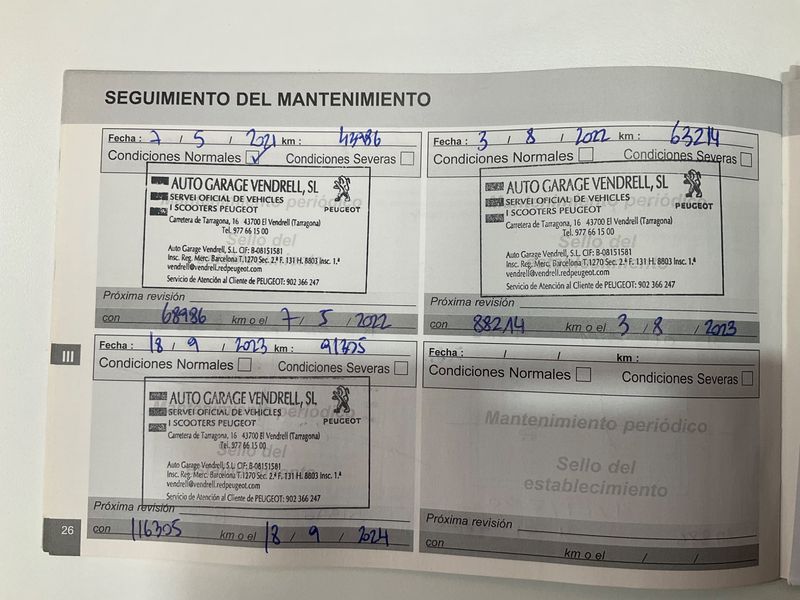 SEGUIMIENTO DEL MANTENIMIENTO
Fecha : 7 / 5 / 2021 km : 43986
Condiciones Normales Condiciones Severas
AUTO GARAGE VENDRELL, SL
SERVEI OFICIAL DE VEHICLES
I SCOOTERS PEUGEOT
PEUGEOT
Carretera de Tarragona, 16 43700 El Vendrell (Tarragona)
Tel. 977 66 15 00
Auto Garage Vendrell, S.L. CIF: B-08151581
Insc. Reg. Merc. Barcelona T.1270 Sec. 2.ª F. 131 H. 8803 Insc. 1.ª
vendrell@vendrell.redpeugeot.com
Servicio de Atención al Cliente de PEUGEOT: 902 366 247
Próxima revisión
con 68986 km o el 7 / 5 / 2022
Fecha : 3 / 8 / 2022 km : 63214
Condiciones Normales Condiciones Severas
AUTO GARAGE VENDRELL, SL
SERVEI OFICIAL DE VEHICLES
I SCOOTERS PEUGEOT
PEUGEOT
Carretera de Tarragona, 16 43700 El Vendrell (Tarragona)
Tel. 977 66 15 00
Auto Garage Vendrell, S.L. CIF: B-08151581
Insc. Reg. Merc. Barcelona T.1270 Sec. 2.ª F. 131 H. 8803 Insc. 1.ª
vendrell@vendrell.redpeugeot.com
Servicio de Atención al Cliente de PEUGEOT: 902 366 247
Próxima revisión
con 88214 km o el 3 / 8 / 2023
III
Fecha : 18 / 9 / 2023 km : 91305
Condiciones Normales Condiciones Severas
AUTO GARAGE VENDRELL, SL
SERVEI OFICIAL DE VEHICLES
I SCOOTERS PEUGEOT
PEUGEOT
Carretera de Tarragona, 16 43700 El Vendrell (Tarragona)
Tel. 977 66 15 00
Auto Garage Vendrell, S.L. CIF: B-08151581
Insc. Reg. Merc. Barcelona T.1270 Sec. 2.ª F. 131 H. 8803 Insc. 1.ª
vendrell@vendrell.redpeugeot.com
Servicio de Atención al Cliente de PEUGEOT: 902 366 247
Próxima revisión
con 116305 km o el 18 / 9 / 2024
Fecha : / / km :
Condiciones Normales Condiciones Severas
Mantenimiento periódico
Sello del
establecimiento
Próxima revisión
con km o el / /
26